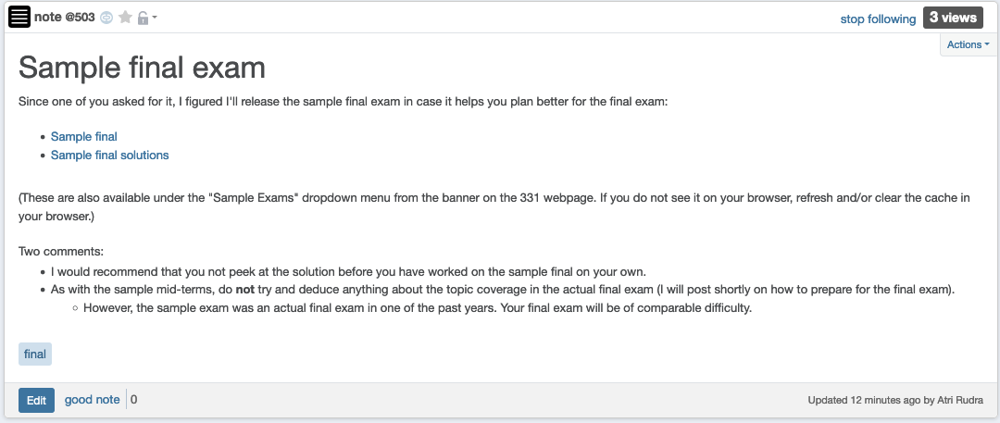 note @503
stop following 3 views
Actions
Sample final exam
Since one of you asked for it, I figured I'll release the sample final exam in case it helps you plan better for the final exam:
• Sample final
• Sample final solutions
(These are also available under the "Sample Exams" dropdown menu from the banner on the 331 webpage. If you do not see it on your browser, refresh and/or clear the cache in
your browser.)
Two comments:
• I would recommend that you not peek at the solution before you have worked on the sample final on your own.
• As with the sample mid-terms, do not try and deduce anything about the topic coverage in the actual final exam (I will post shortly on how to prepare for the final exam).
○ However, the sample exam was an actual final exam in one of the past years. Your final exam will be of comparable difficulty.
final
Edit good note 0
Updated 12 minutes ago by Atri Rudra